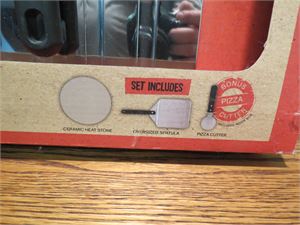 SET INCLUDES
BONUS
PIZZA
CUTTER!
CERAMIC HEAT STONE
OVERSIZED SPATULA
PIZZA CUTTER